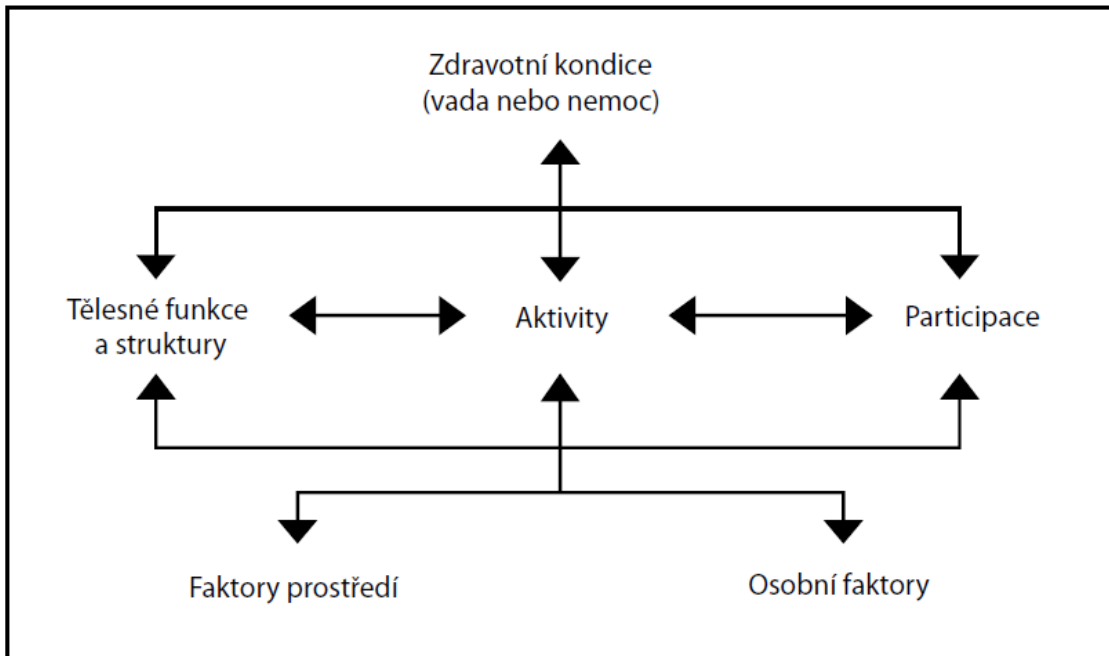 Zdravotní kondice
(vada nebo nemoc)
Tělesné funkce
a struktury
Aktivity
Participace
Faktory prostředí
Osobní faktory